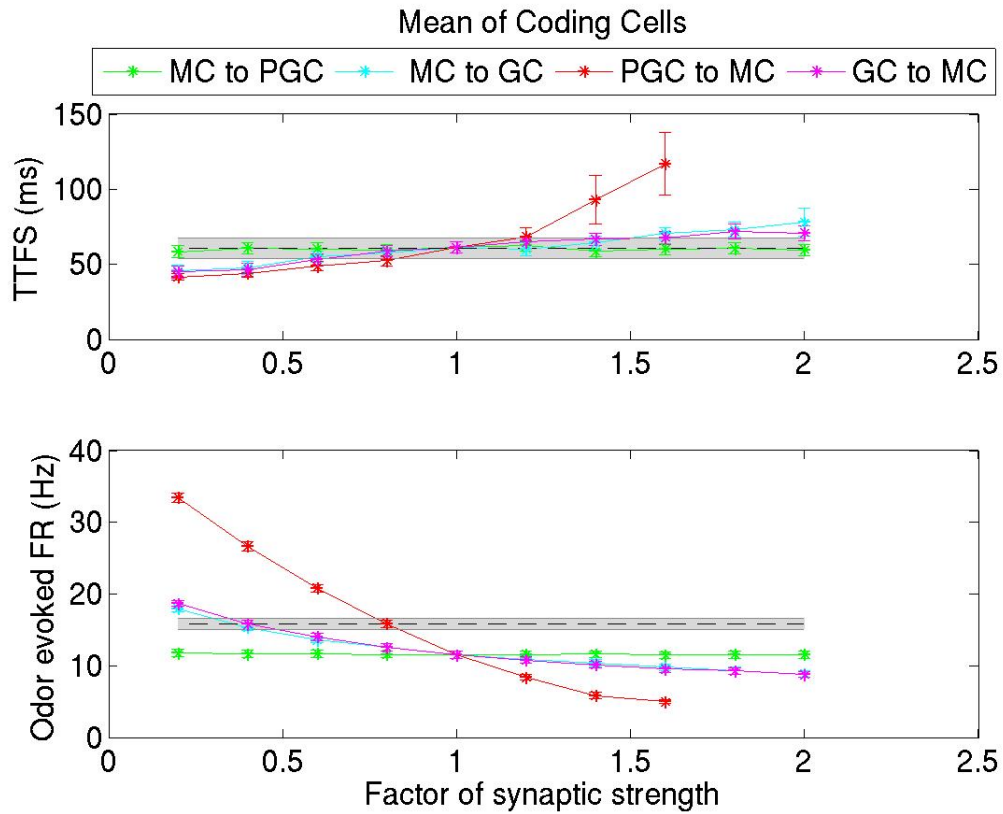 Mean of Coding Cells
MC to PGC MC to GC PGC to MC GC to MC
150
100
50
0
TTFS (ms)
0 0.5 1 1.5 2 2.5
40
30
20
10
0
Odor evoked FR (Hz)
0 0.5 1 1.5 2 2.5
Factor of synaptic strength